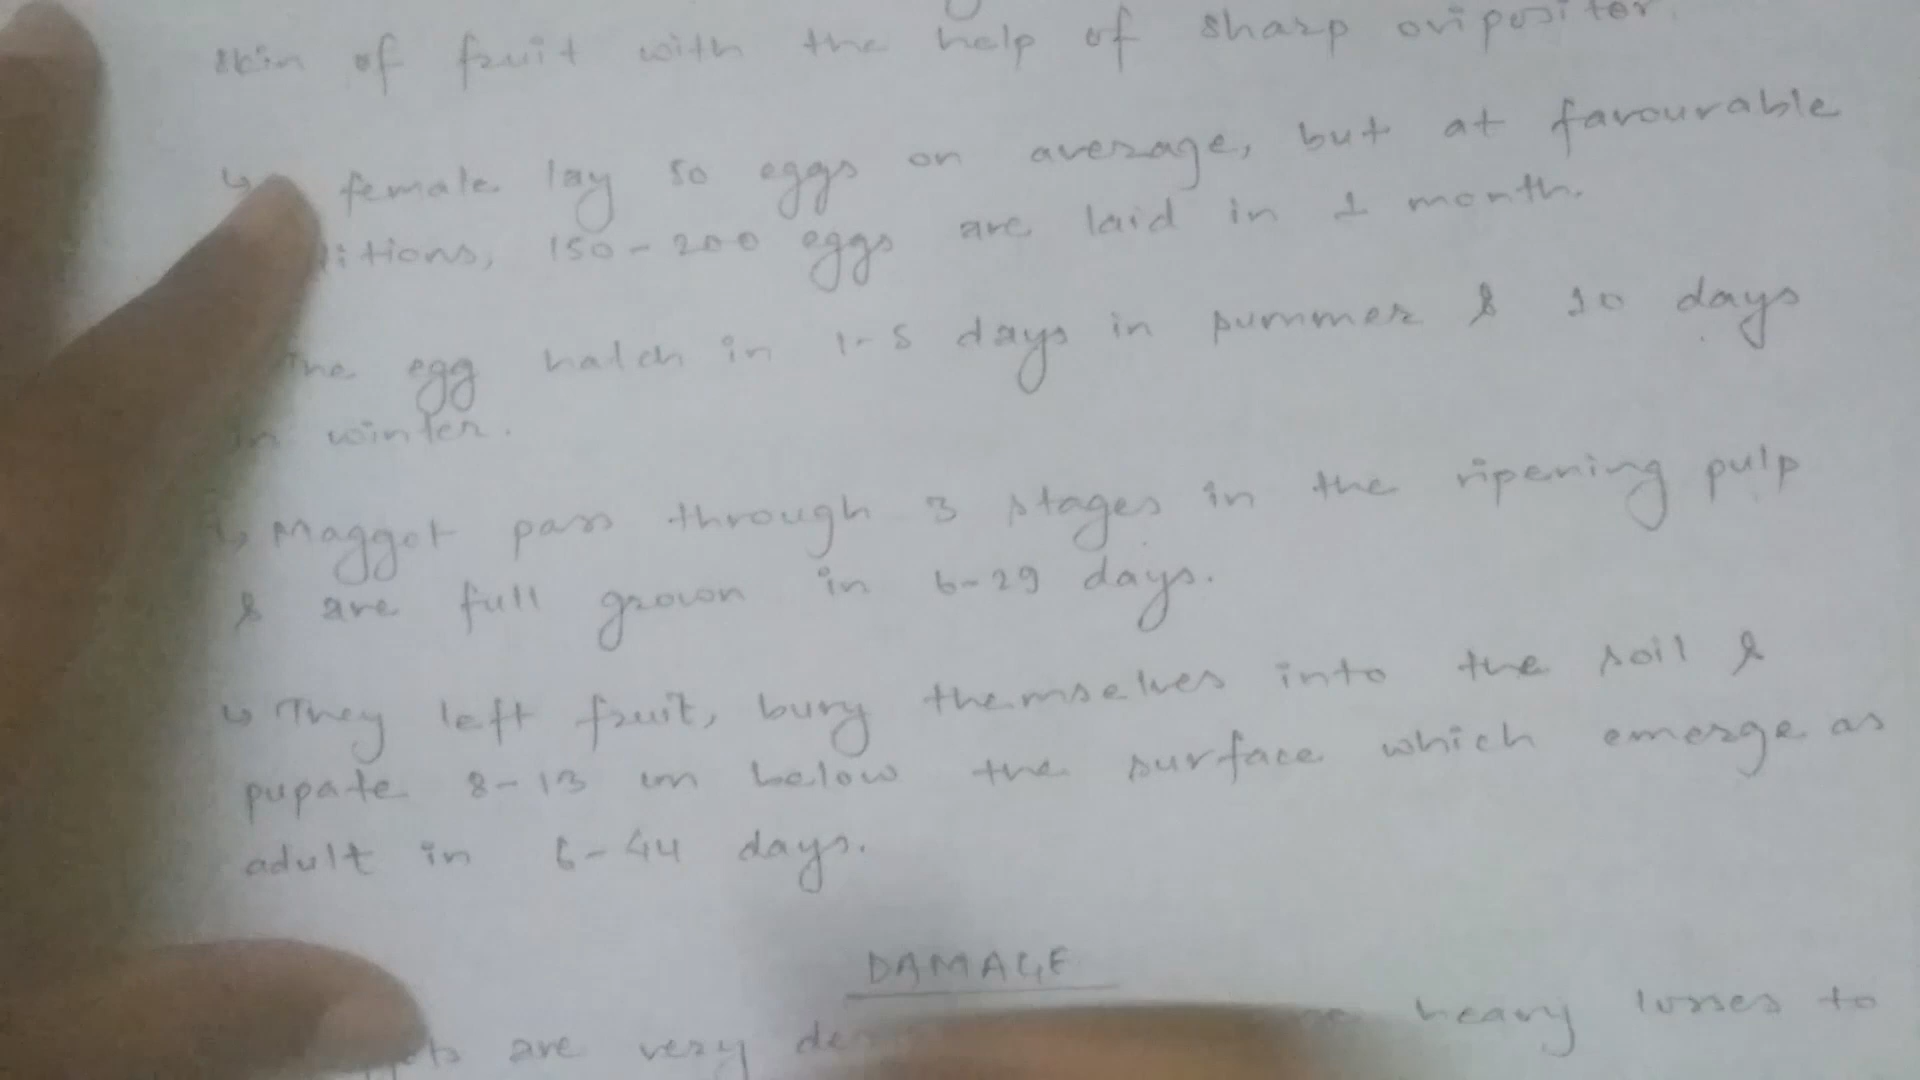 skin of fruit with the help of sharp ovipositor.
↳ female lay 50 eggs on average, but at favourable
itions, 150-200 eggs are laid in 1 month.
The egg hatch in 1-5 days in summer & 10 days
in winter.
↳ Maggot pass through 3 stages in the ripening pulp
& are full grown in 6-29 days.
↳ They left fruit, bury themselves into the soil &
pupate 8-13 cm below the surface which emerge as
adult in 6-44 days.
DAMAGE
are very heavy losses to